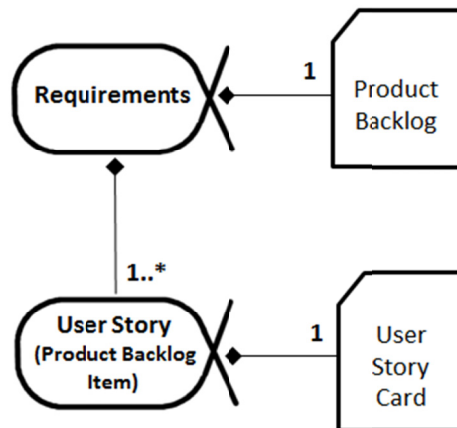 Requirements
1
Product
Backlog
1..*
User Story
(Product Backlog
Item)
1
User
Story
Card